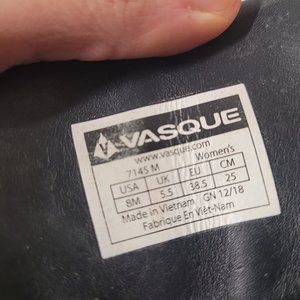 VASQUE
www.vasque.com
7145 M Women's
USA UK EU CM
8M 5.5 38.5 25
Made in Vietnam GN 12/18
Fabriqué En Viêt-Nam